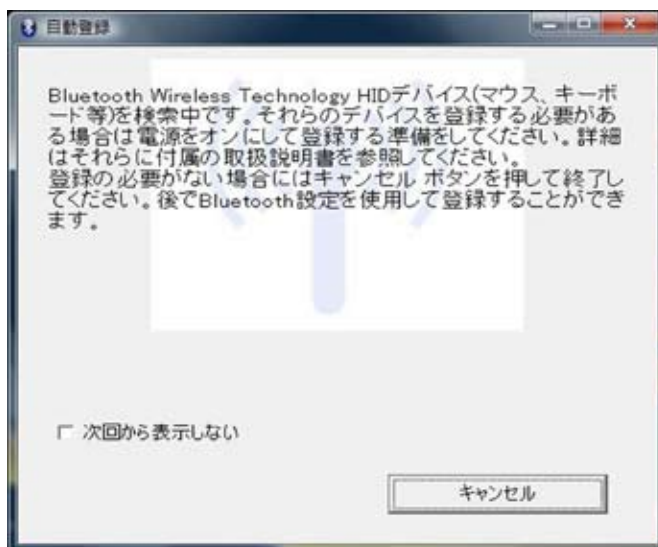 自動登録
Bluetooth Wireless Technology HIDデバイス(マウス、キーボ
ード等)を検索中です。それらのデバイスを登録する必要があ
る場合は電源をオンにして登録する準備をしてください。詳細
はそれらに付属の取扱説明書を参照してください。
登録の必要がない場合にはキャンセル ボタンを押して終了し
てください。後でBluetooth設定を使用して登録することができ
ます。
次回から表示しない
キャンセル